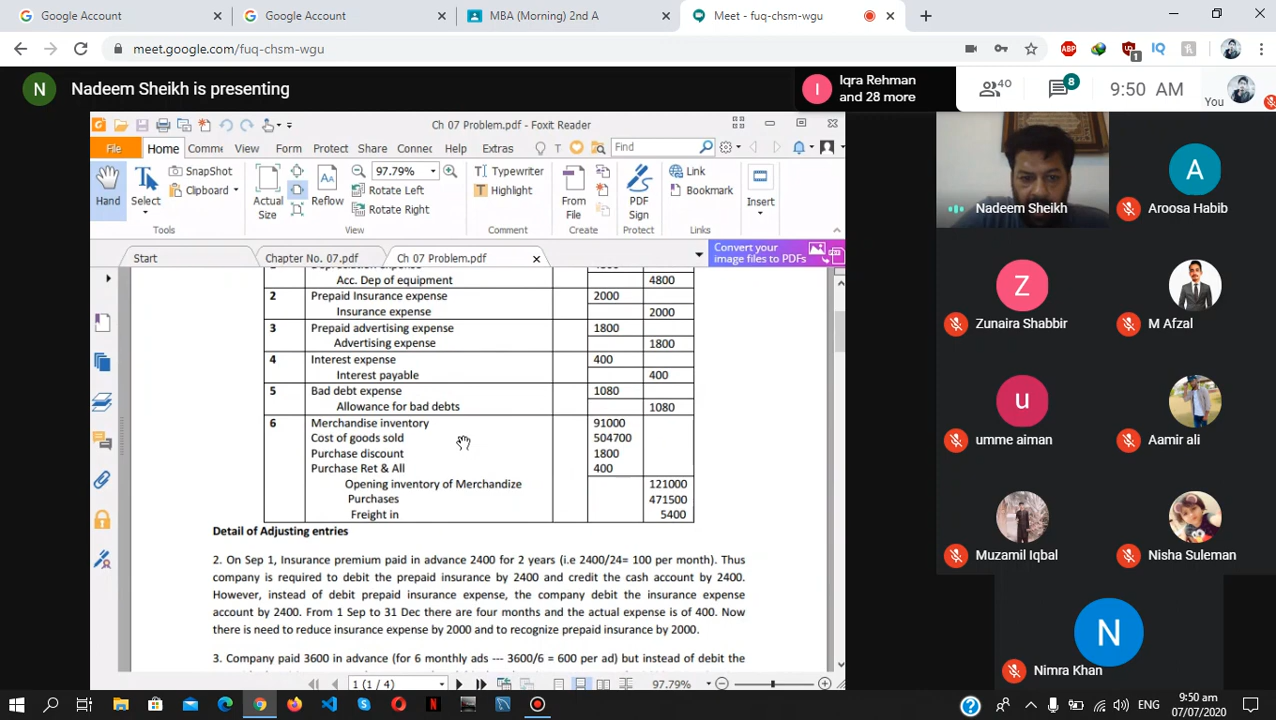 Google Account
Google Account
MBA (Morning) 2nd A
Meet - fuq-chsm-wgu
meet.google.com/fuq-chsm-wgu
ABP
1
IQ
N
Nadeem Sheikh is presenting
I
Iqra Rehman
and 28 more
40
8
9:50 AM
You
Ch 07 Problem.pdf - Foxit Reader
File
Home
Comme
View
Form
Protect
Share
Connec
Help
Extras
Find
Hand
Select
SnapShot
Clipboard
Actual
Size
Reflow
97.79%
Rotate Left
Rotate Right
Typewriter
Highlight
From
File
PDF
Sign
Link
Bookmark
Insert
Tools
View
Comment
Create
Protect
Links
Start
Chapter No. 07.pdf
Ch 07 Problem.pdf
Convert your
image files to PDFs
Acc. Dep of equipment 4800
2 Prepaid Insurance expense 2000
Insurance expense 2000
3 Prepaid advertising expense 1800
Advertising expense 1800
4 Interest expense 400
Interest payable 400
5 Bad debt expense 1080
Allowance for bad debts 1080
6 Merchandise inventory 91000
Cost of goods sold 504700
Purchase discount 1800
Purchase Ret & All 400
Opening inventory of Merchandize 121000
Purchases 471500
Freight in 5400
Detail of Adjusting entries
2. On Sep 1, Insurance premium paid in advance 2400 for 2 years (i.e 2400/24= 100 per month). Thus
company is required to debit the prepaid insurance by 2400 and credit the cash account by 2400.
However, instead of debit prepaid insurance expense, the company debit the insurance expense
account by 2400. From 1 Sep to 31 Dec there are four months and the actual expense is of 400. Now
there is need to reduce insurance expense by 2000 and to recognize prepaid insurance by 2000.
3. Company paid 3600 in advance (for 6 monthly ads --- 3600/6 = 600 per ad) but instead of debit the
1 (1 / 4)
97.79%
Nadeem Sheikh
A
Aroosa Habib
Z
Zunaira Shabbir
M Afzal
u
umme aiman
Aamir ali
Muzamil Iqbal
Nisha Suleman
N
Nimra Khan
9:50 am
07/07/2020